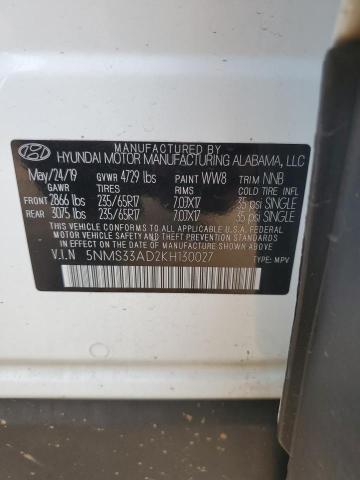 MANUFACTURED BY
HYUNDAI MOTOR MANUFACTURING ALABAMA, LLC
May/24/19 GVWR 4729 lbs PAINT WW8 TRIM NNB
GAWR TIRES RIMS COLD TIRE INFL
FRONT 2866 lbs 235/65R17 7.0JX17 35 psi SINGLE
REAR 3075 lbs 235/65R17 7.0JX17 35 psi SINGLE
THIS VEHICLE CONFORMS TO ALL APPLICABLE FEDERAL
MOTOR VEHICLE SAFETY, BUMPER, AND THEFT PREVENTION
STANDARDS IN EFFECT ON THE DATE OF MANUFACTURE SHOWN ABOVE.
V.I.N 5NMS33AD2KH130027 TYPE: MPV